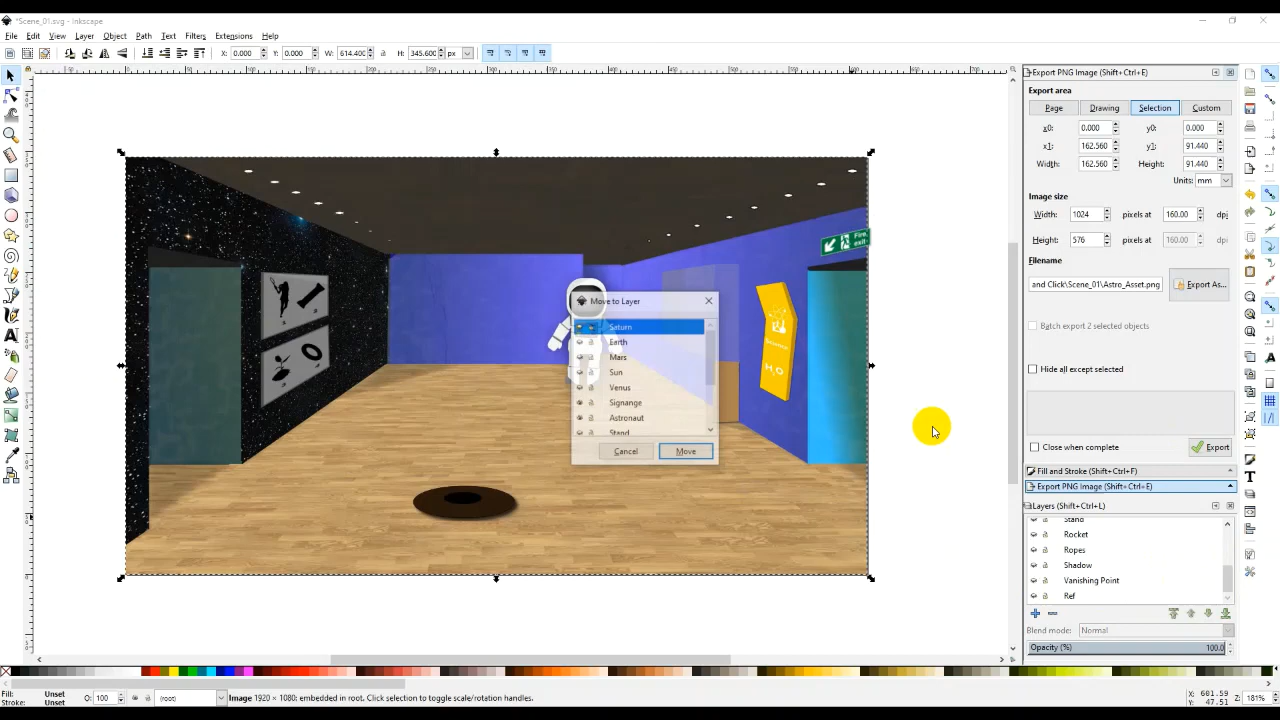 *Scene_01.svg - Inkscape
File Edit View Layer Object Path Text Filters Extensions Help
X: 0.000 Y: 0.000 W: 614.400 H: 345.600 px
Export PNG Image (Shift+Ctrl+E)
Export area
Page Drawing Selection Custom
x0: 0.000 y0: 0.000
x1: 162.560 y1: 91.440
Width: 162.560 Height: 91.440
Units: mm
Image size
Width: 1024 pixels at 160.00 dpi
Height: 576 pixels at 160.00 dpi
Filename
and Click\Scene_01\Astro_Asset.png Export As...
Batch export 2 selected objects
Hide all except selected
Close when complete Export
Fill and Stroke (Shift+Ctrl+F)
Export PNG Image (Shift+Ctrl+E)
Layers (Shift+Ctrl+L)
Stand
Rocket
Ropes
Shadow
Vanishing Point
Ref
Blend mode: Normal
Opacity (%) 100.0
Fire exit
H₂O
Move to Layer
Saturn
Earth
Mars
Sun
Venus
Signange
Astronaut
Stand
Cancel Move
Fill: Unset
Stroke: Unset
O: 100 (root) Image 1920 × 1080: embedded in root. Click selection to toggle scale/rotation handles.
X: 601.59
Y: 47.51
Z: 181%